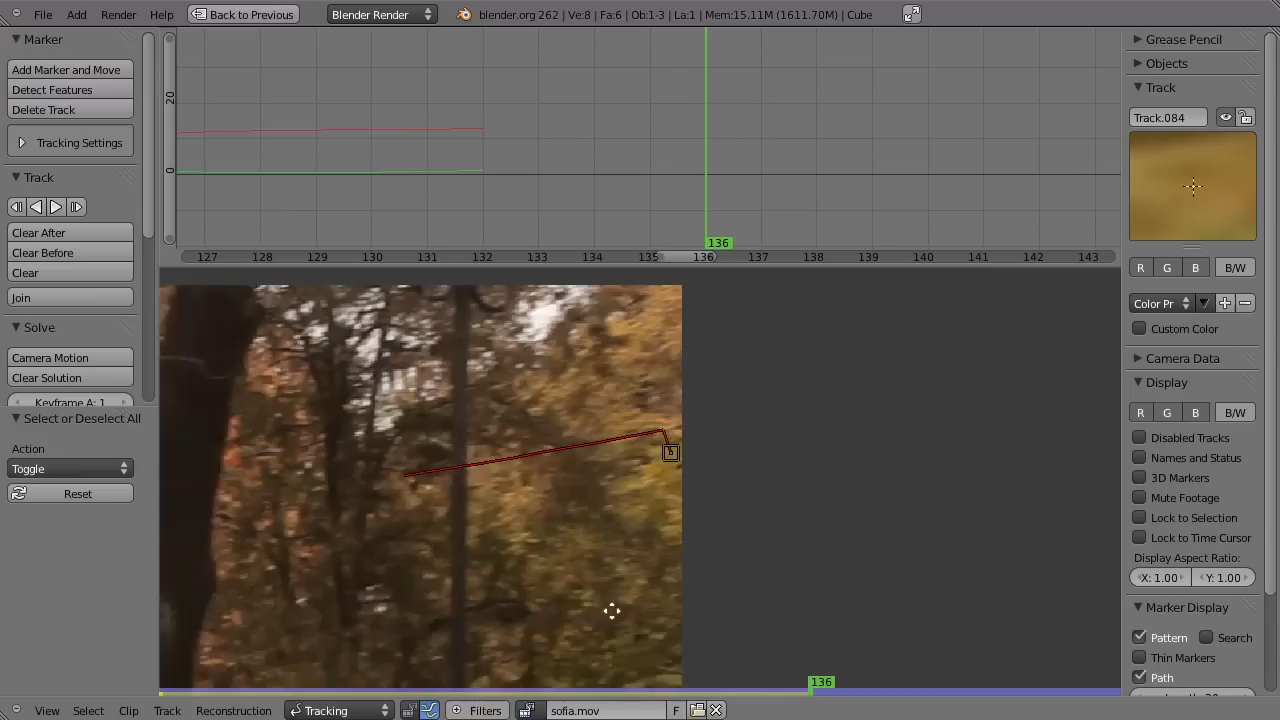 File Add Render Help Back to Previous Blender Render blender.org 262 | Ve:8 | Fa:6 | Ob:1-3 | La:1 | Mem:15.11M (1611.70M) | Cube
Marker
Add Marker and Move
Detect Features
Delete Track
Tracking Settings
Track
Clear After
Clear Before
Clear
Join
Solve
Camera Motion
Clear Solution
Keyframe A: 1
Select or Deselect All
Action
Toggle
Reset
20
0
136
127 128 129 130 131 132 133 134 135 136 137 138 139 140 141 142 143
136
Grease Pencil
Objects
Track
Track.084
R G B B/W
Color Pr
Custom Color
Camera Data
Display
R G B B/W
Disabled Tracks
Names and Status
3D Markers
Mute Footage
Lock to Selection
Lock to Time Cursor
Display Aspect Ratio:
X: 1.00 Y: 1.00
Marker Display
Pattern Search
Thin Markers
Path
View Select Clip Track Reconstruction Tracking Filters sofia.mov F